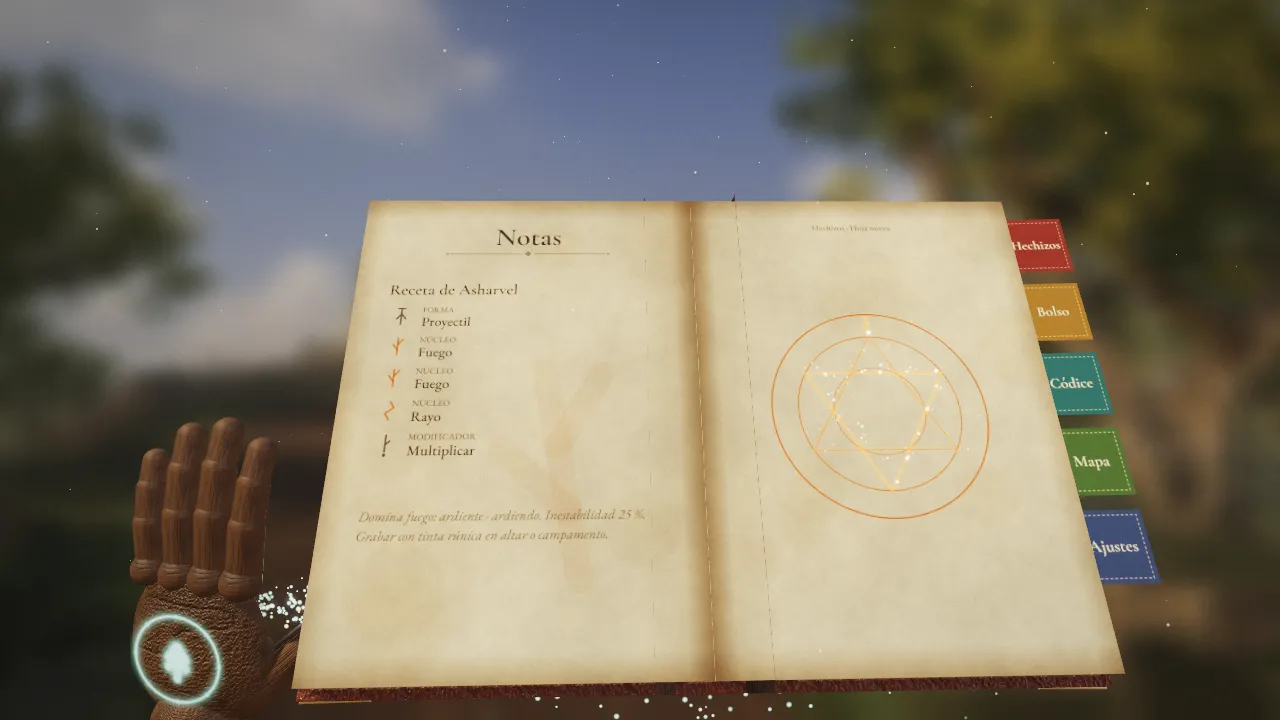 Notas
Receta de Asharvel
FORMA
Proyectil
NÚCLEO
Fuego
NÚCLEO
Fuego
NÚCLEO
Rayo
MODIFICADOR
Multiplicar
Domina fuego: ardiente · ardiendo. Inestabilidad 25 %.
Grabar con tinta rúnica en altar o campamento.
Hechizos ·
Hechizos
Bolso
Códice
Mapa
Ajustes